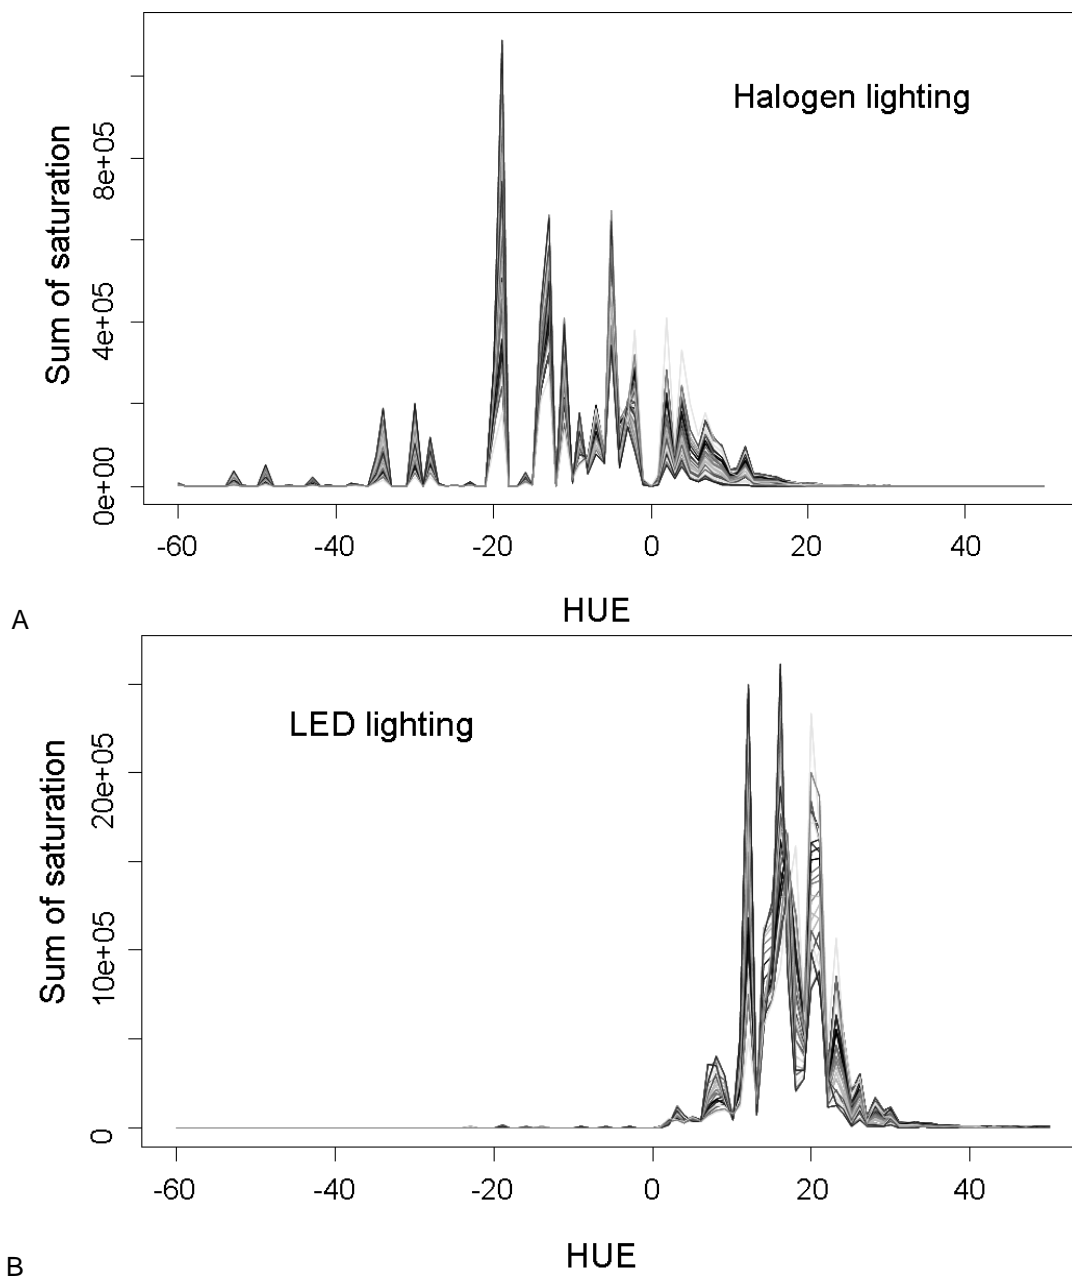 Halogen lighting
Sum of saturation
8e+05
4e+05
0e+00
-60 -40 -20 0 20 40
HUE
A
LED lighting
Sum of saturation
20e+05
10e+05
0
-60 -40 -20 0 20 40
HUE
B